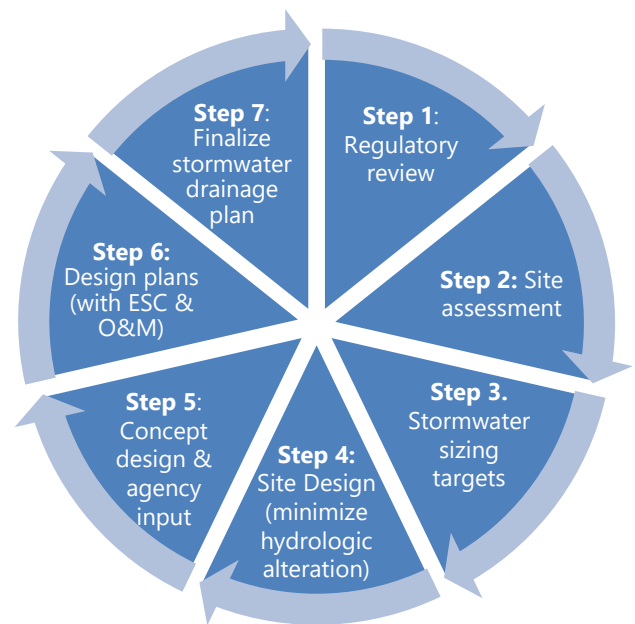 Step 1:
Regulatory
review
Step 2: Site
assessment
Step 3.
Stormwater
sizing
targets
Step 4:
Site Design
(minimize
hydrologic
alteration)
Step 5:
Concept
design &
agency
input
Step 6:
Design plans
(with ESC &
O&M)
Step 7:
Finalize
stormwater
drainage
plan